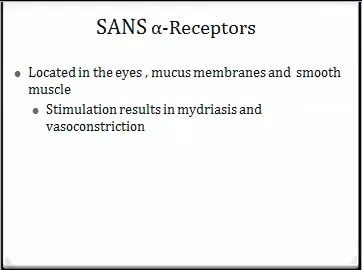 SANS α-Receptors
Located in the eyes , mucus membranes and smooth
muscle
Stimulation results in mydriasis and
vasoconstriction